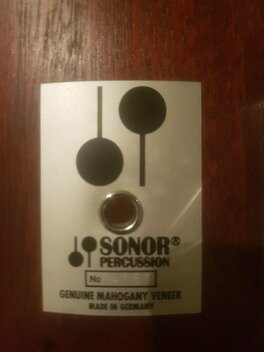 SONOR®
PERCUSSION
No
GENUINE MAHOGANY VENEER
MADE IN GERMANY